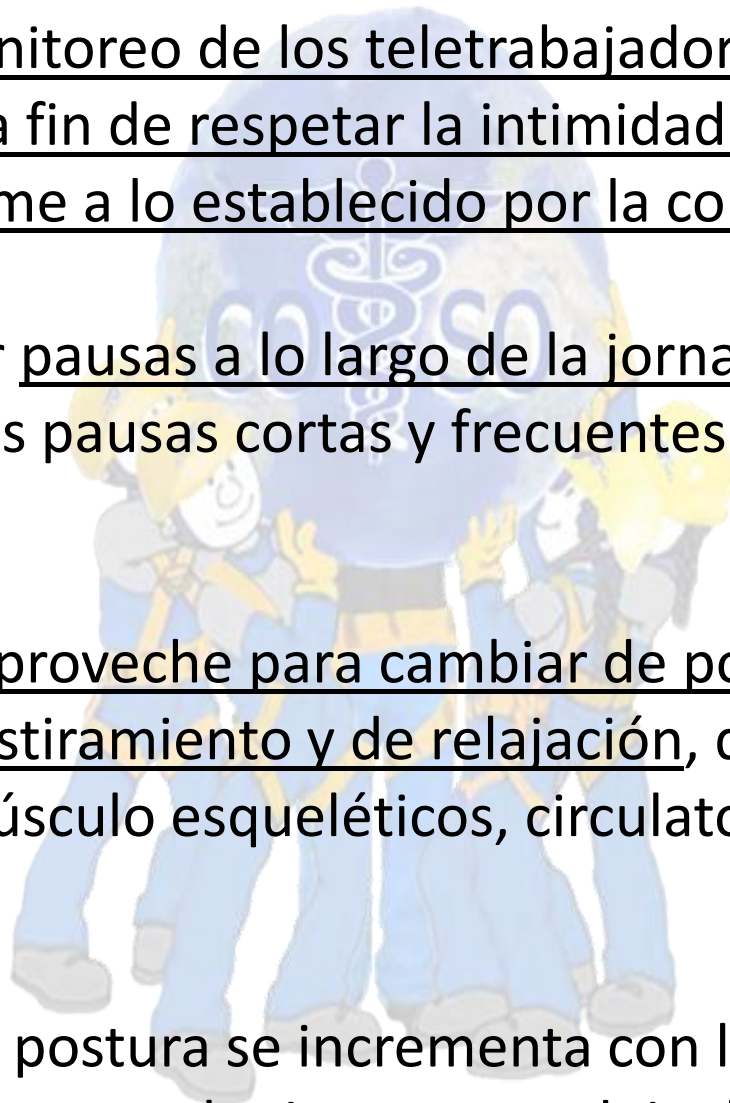 nitoreo de los teletrabajador
a fin de respetar la intimidad
me a lo establecido por la co
CO SO
r pausas a lo largo de la jorna
s pausas cortas y frecuentes
proveche para cambiar de po
stiramiento y de relajación, c
úsculo esqueléticos, circulato
postura se incrementa con l